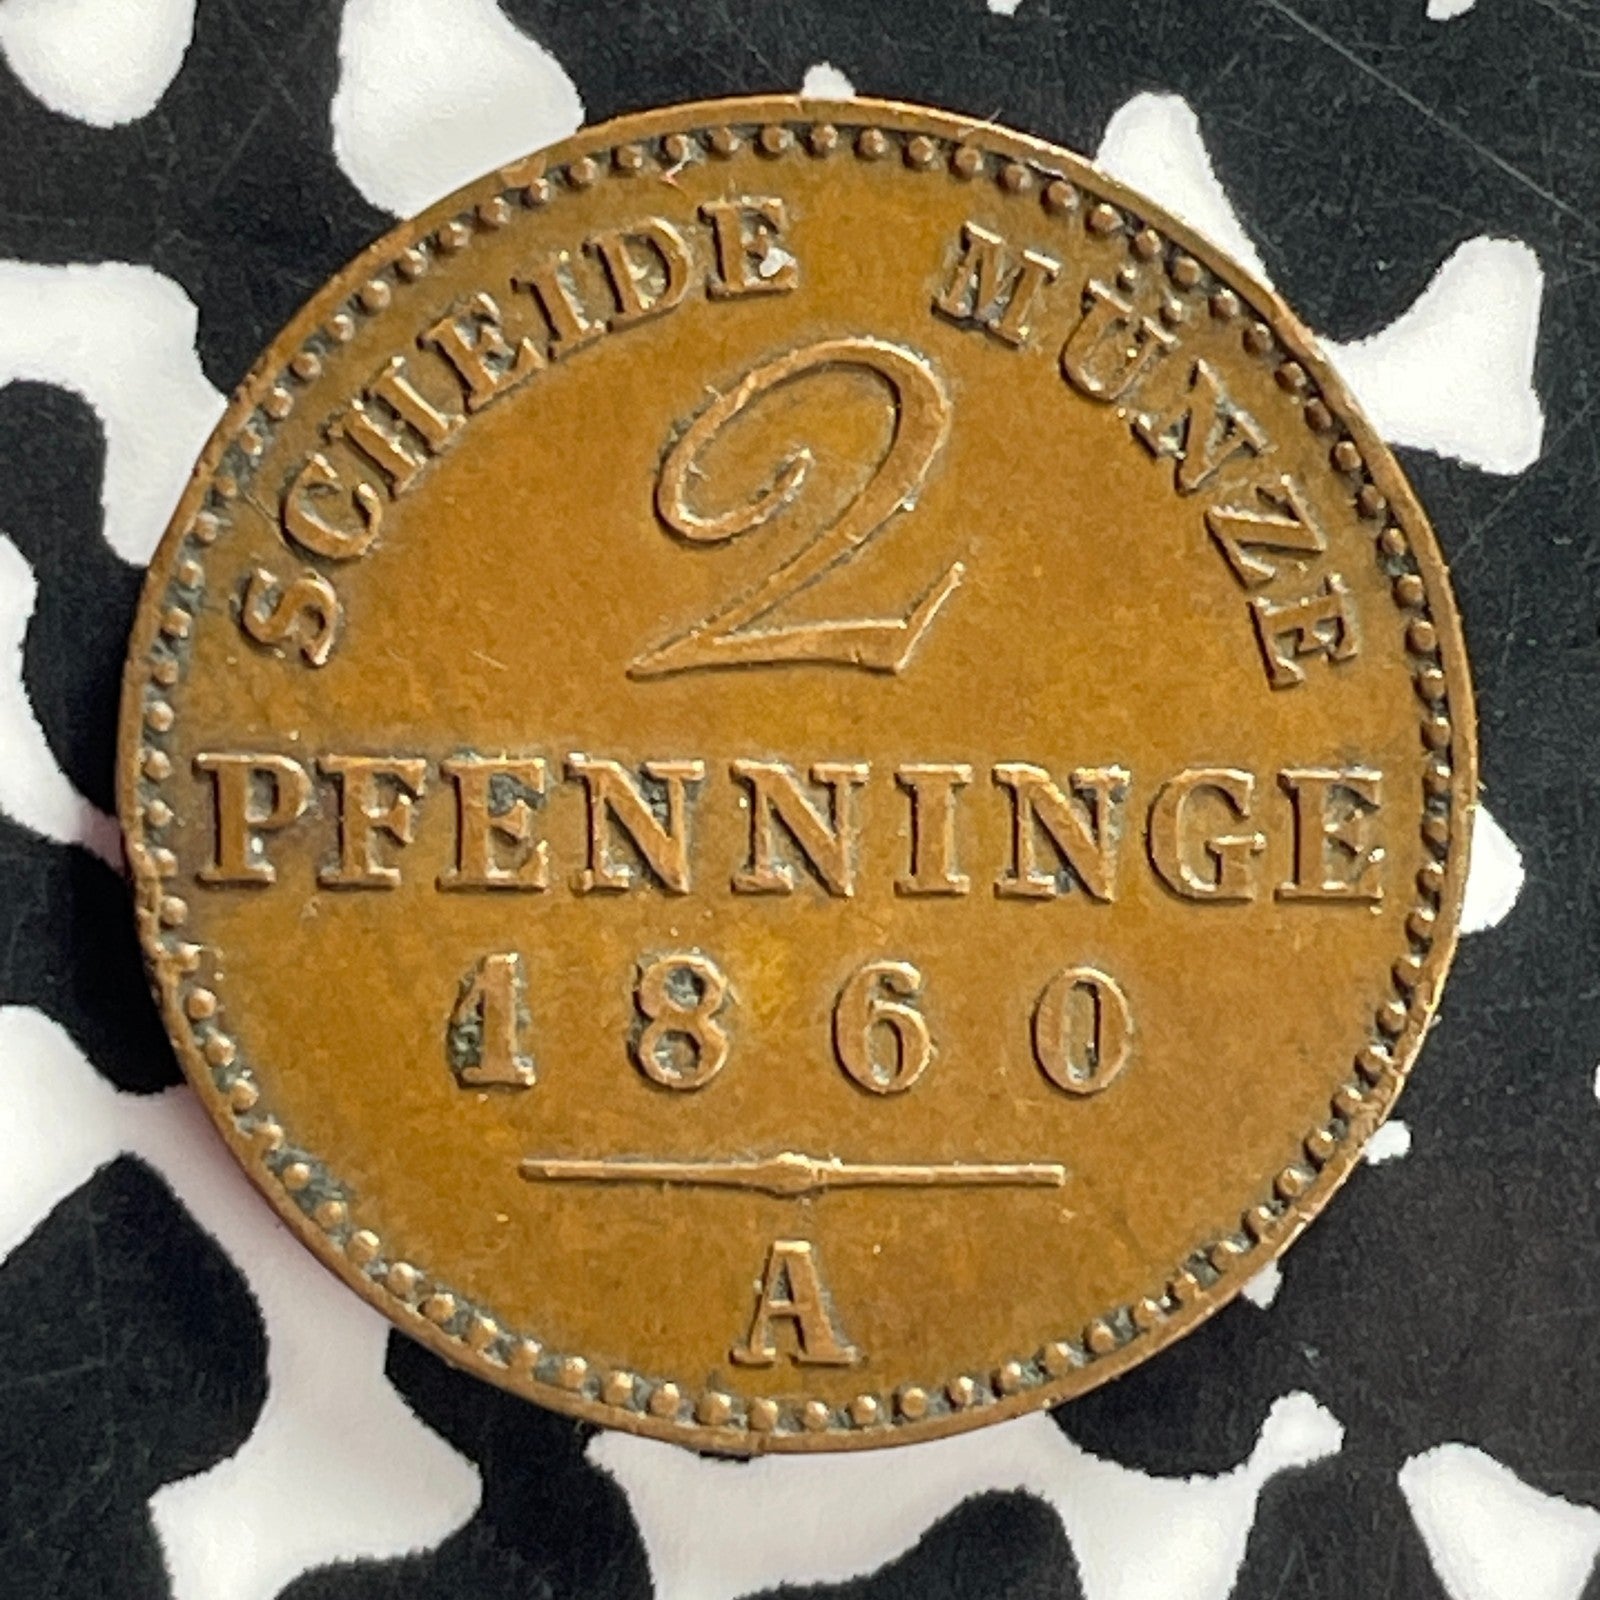 SCHEIDE MÜNZE
2
PFENNINGE
1860
A